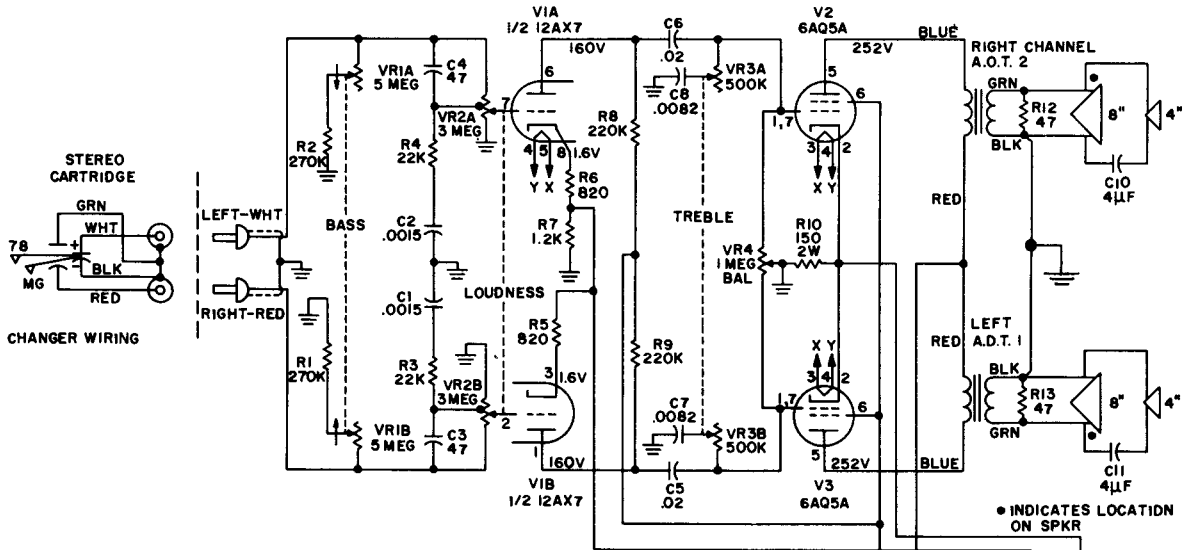 V1A
1/2 12AX7
160V
6
7
4 5 8
1.6V
Y X
C6
.02
C8
.0082
VR3A
500K
V2
6AQ5A
252V
5
6
1,7
3 4 2
X Y
BLUE
RIGHT CHANNEL
A.O.T. 2
GRN
R12
47
BLK
8"
4"
C10
4µF
VR1A
5 MEG
C4
47
VR2A
3 MEG
R2
270K
R4
22K
R6
820
R7
1.2K
R8
220K
STEREO
CARTRIDGE
GRN
WHT
78
+
-
MG
BLK
RED
CHANGER WIRING
LEFT-WHT
RIGHT-RED
BASS
C2
.0015
C1
.0015
LOUDNESS
TREBLE
VR4
1 MEG
BAL
R10
150
2W
RED
RED
R1
270K
R3
22K
R5
820
R9
220K
VR2B
3 MEG
VR1B
5 MEG
C3
47
3
1.6V
2
1
160V
V1B
1/2 12AX7
C7
.0082
VR3B
500K
C5
.02
X Y
3 4 2
1,7
6
5
252V
V3
6AQ5A
BLUE
LEFT
A.D.T. 1
BLK
R13
47
GRN
8"
4"
C11
4µF
● INDICATES LOCATION
ON SPKR